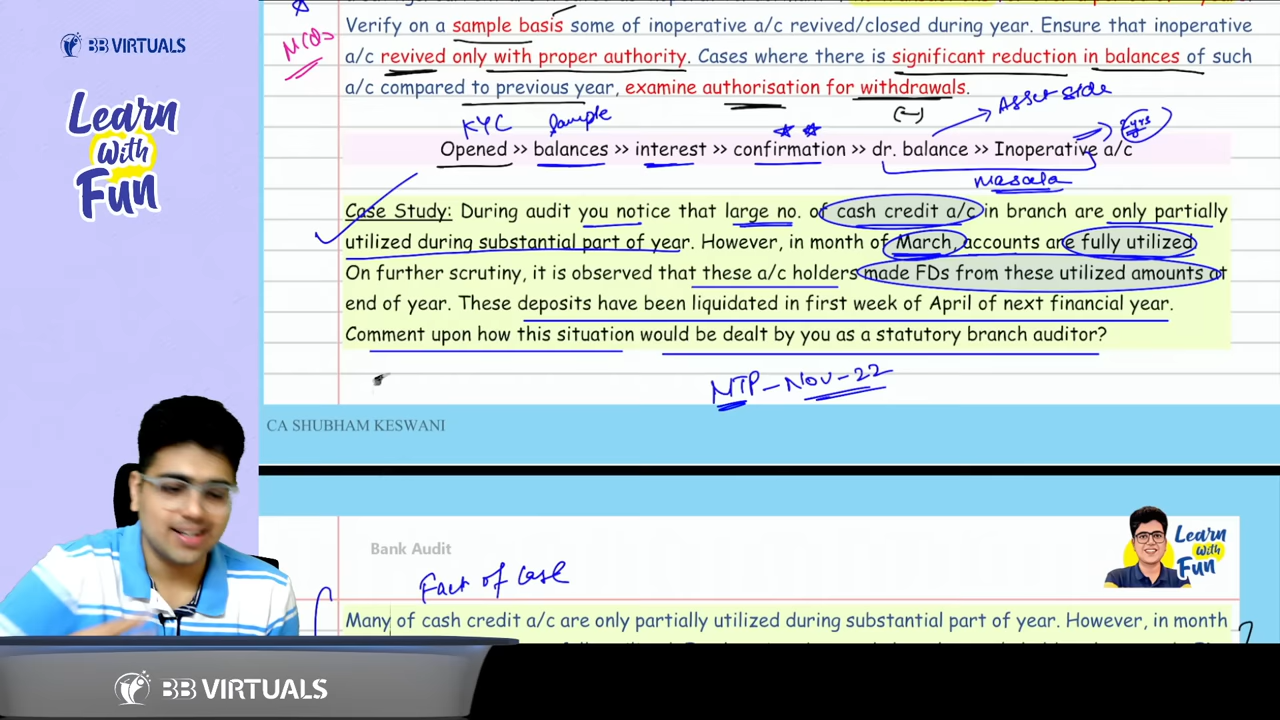 BB VIRTUALS
Learn
With
Fun
MCQs
Verify on a sample basis some of inoperative a/c revived/closed during year. Ensure that inoperative
a/c revived only with proper authority. Cases where there is significant reduction in balances of such
a/c compared to previous year, examine authorisation for withdrawals.
(-)
Asset side
KYC
Sample
2yrs
Opened >> balances >> interest >> confirmation >> dr. balance >> Inoperative a/c
masala
Case Study: During audit you notice that large no. of cash credit a/c in branch are only partially
utilized during substantial part of year. However, in month of March, accounts are fully utilized
On further scrutiny, it is observed that these a/c holders made FDs from these utilized amounts at
end of year. These deposits have been liquidated in first week of April of next financial year.
Comment upon how this situation would be dealt by you as a statutory branch auditor?
MTP - Nov - 22
CA SHUBHAM KESWANI
Bank Audit
Learn
With
Fun
Fact of case
Many of cash credit a/c are only partially utilized during substantial part of year. However, in month
BB VIRTUALS